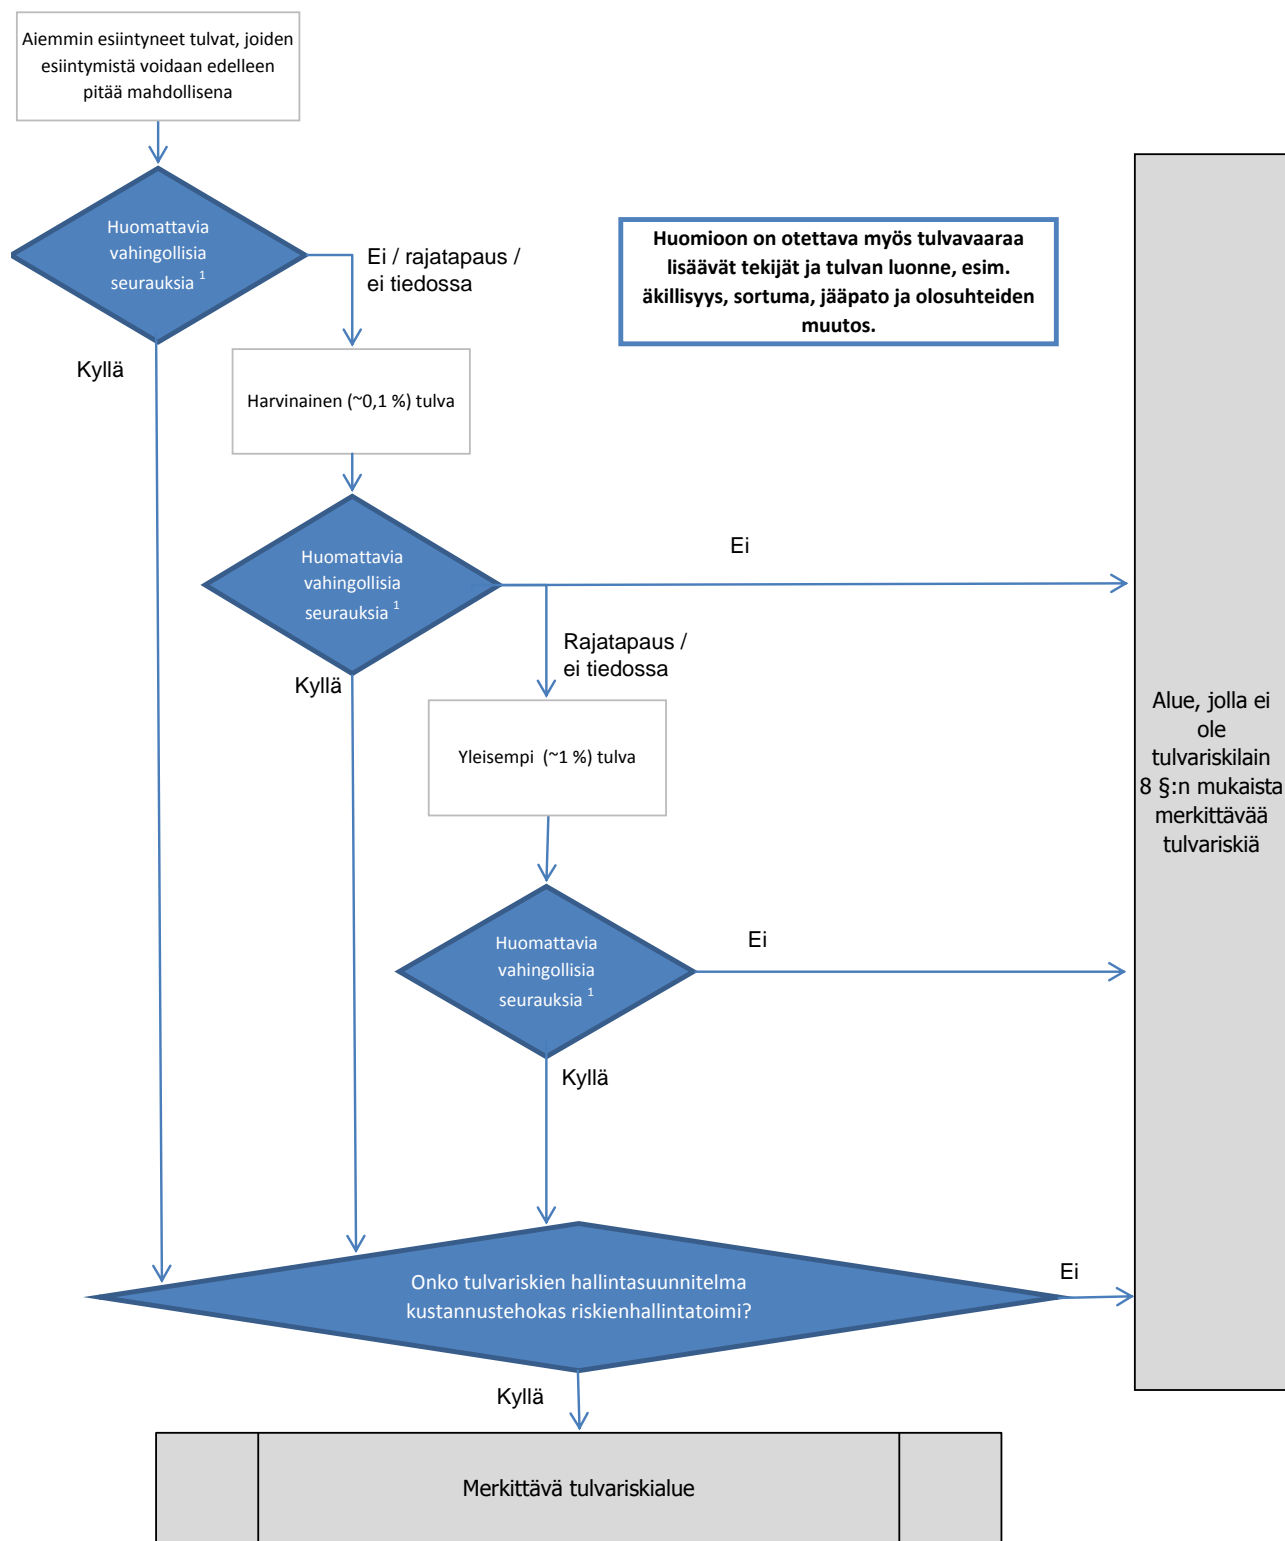 Aiemmin esiintyneet tulvat, joiden
esiintymistä voidaan edelleen
pitää mahdollisena
Huomattavia
vahingollisia
seurauksia ¹
Ei / rajatapaus /
ei tiedossa
Huomioon on otettava myös tulvavaaraa
lisäävät tekijät ja tulvan luonne, esim.
äkillisyys, sortuma, jääpato ja olosuhteiden
muutos.
Kyllä
Harvinainen (~0,1 %) tulva
Huomattavia
vahingollisia
seurauksia ¹
Ei
Rajatapaus /
ei tiedossa
Kyllä
Yleisempi (~1 %) tulva
Alue, jolla ei
ole
tulvariskilain
8 §:n mukaista
merkittävää
tulvariskiä
Huomattavia
vahingollisia
seurauksia ¹
Ei
Kyllä
Onko tulvariskien hallintasuunnitelma
kustannustehokas riskienhallintatoimi?
Ei
Kyllä
Merkittävä tulvariskialue